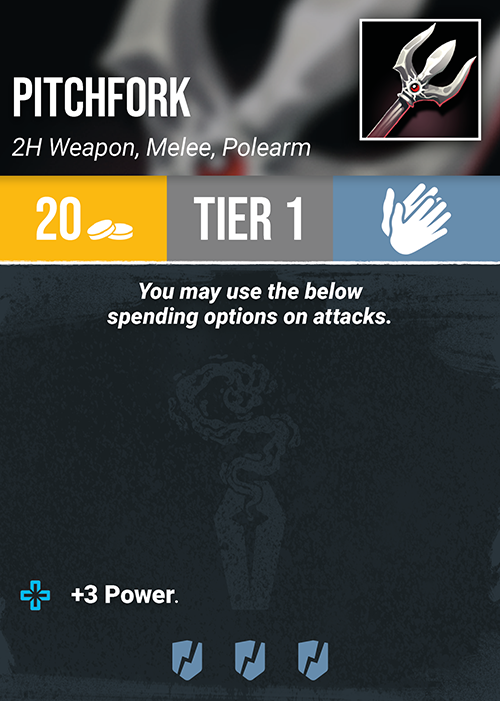 PITCHFORK
2H Weapon, Melee, Polearm
20
TIER 1
You may use the below
spending options on attacks.
+3 Power.